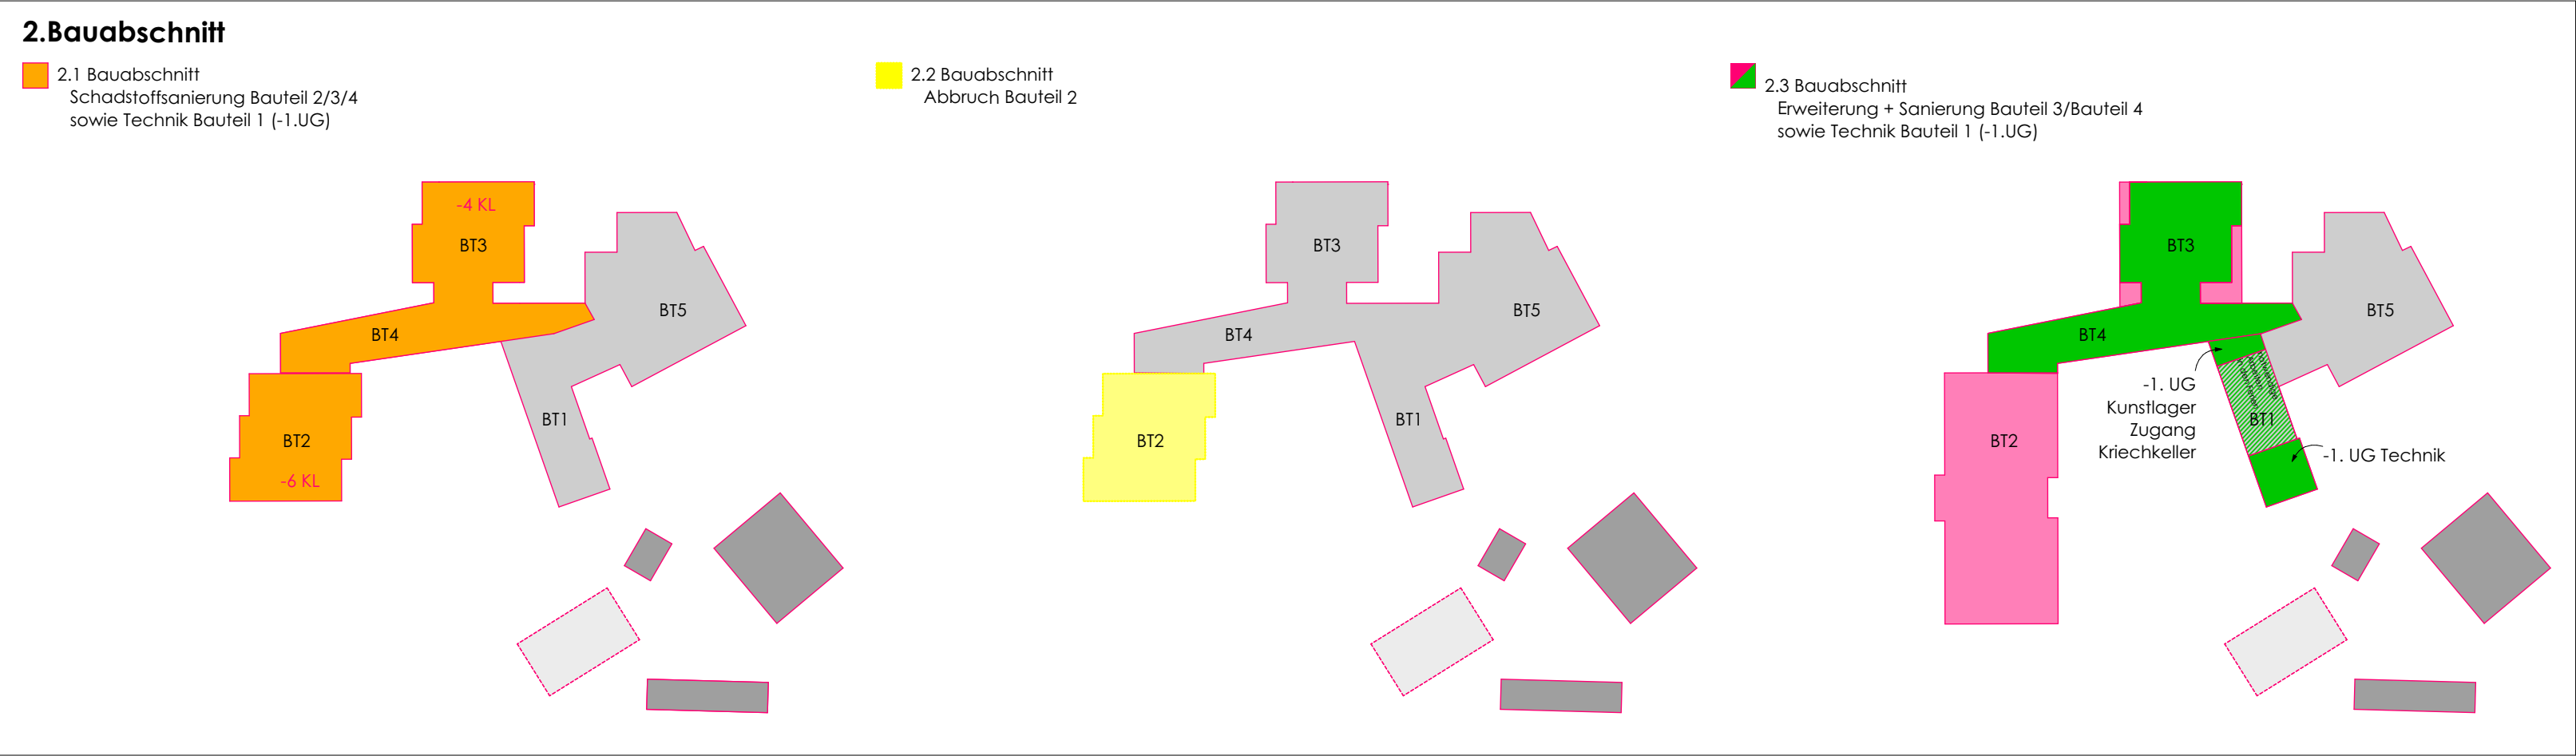 2.Bauabschnitt
2.1 Bauabschnitt
Schadstoffsanierung Bauteil 2/3/4
sowie Technik Bauteil 1 (-1.UG)
2.2 Bauabschnitt
Abbruch Bauteil 2
2.3 Bauabschnitt
Erweiterung + Sanierung Bauteil 3/Bauteil 4
sowie Technik Bauteil 1 (-1.UG)
-4 KL
BT3
BT5
BT4
BT1
BT2
-6 KL
BT3
BT5
BT4
BT1
BT2
BT3
BT5
BT4
-1. UG
Kunstlager
Zugang
Kriechkeller
BT1
BT2
-1. UG Technik